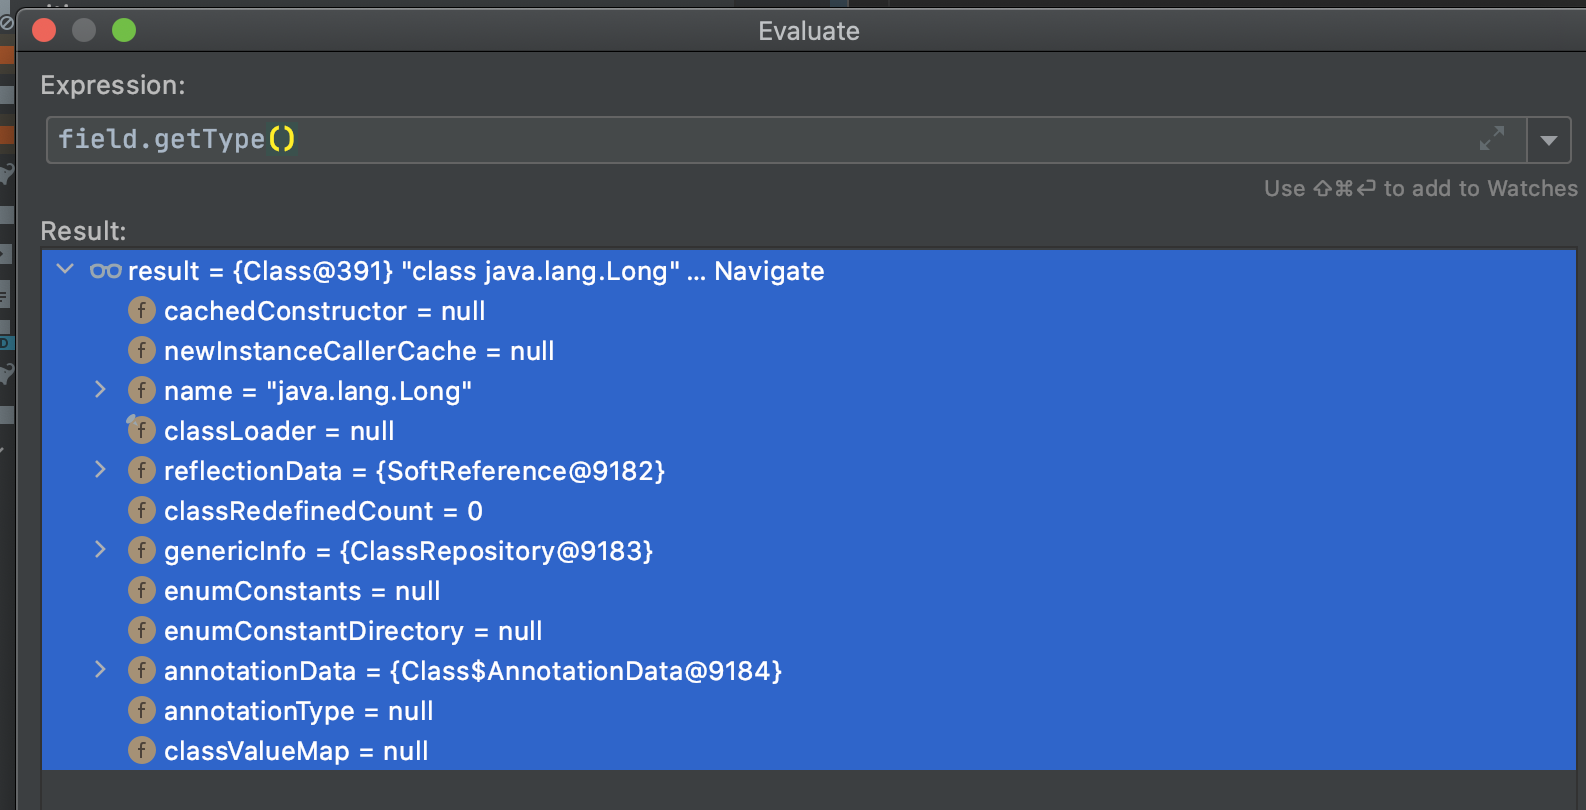 Evaluate
Expression:
field.getType()
Use ⇧⌘⏎ to add to Watches
Result:
result = {Class@391} "class java.lang.Long" ... Navigate
f cachedConstructor = null
f newInstanceCallerCache = null
f name = "java.lang.Long"
f classLoader = null
f reflectionData = {SoftReference@9182}
f classRedefinedCount = 0
f genericInfo = {ClassRepository@9183}
f enumConstants = null
f enumConstantDirectory = null
f annotationData = {Class$AnnotationData@9184}
f annotationType = null
f classValueMap = null